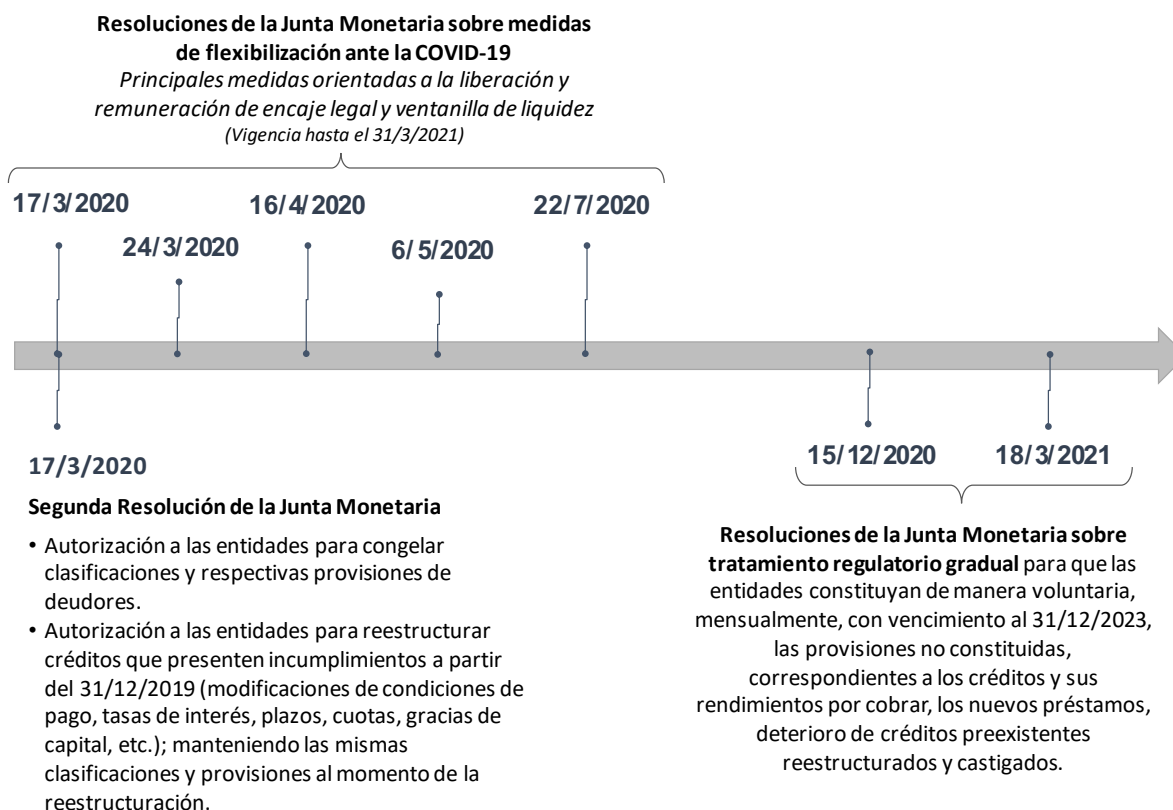 Resoluciones de la Junta Monetaria sobre medidas
de flexibilización ante la COVID-19
Principales medidas orientadas a la liberación y
remuneración de encaje legal y ventanilla de liquidez
(Vigencia hasta el 31/3/2021)
17/3/2020
16/4/2020
22/7/2020
24/3/2020
6/5/2020
15/12/2020
18/3/2021
17/3/2020
Segunda Resolución de la Junta Monetaria
• Autorización a las entidades para congelar
clasificaciones y respectivas provisiones de
deudores.
• Autorización a las entidades para reestructurar
créditos que presenten incumplimientos a partir
del 31/12/2019 (modificaciones de condiciones de
pago, tasas de interés, plazos, cuotas, gracias de
capital, etc.); manteniendo las mismas
clasificaciones y provisiones al momento de la
reestructuración.
Resoluciones de la Junta Monetaria sobre
tratamiento regulatorio gradual para que las
entidades constituyan de manera voluntaria,
mensualmente, con vencimiento al 31/12/2023,
las provisiones no constituidas,
correspondientes a los créditos y sus
rendimientos por cobrar, los nuevos préstamos,
deterioro de créditos preexistentes
reestructurados y castigados.